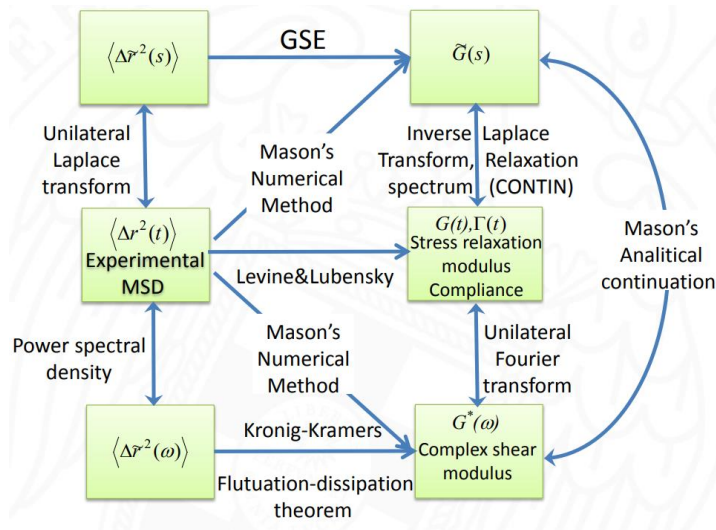 ⟨Δr̃²(s)⟩
GSE
G̃(s)
Unilateral
Laplace
transform
Mason's
Numerical
Method
Inverse
Transform,
spectrum
Laplace
Relaxation
(CONTIN)
⟨Δr²(t)⟩
Experimental
MSD
G(t),Γ(t)
Stress relaxation
modulus
Compliance
Mason's
Analitical
continuation
Levine&Lubensky
Power spectral
density
Mason's
Numerical
Method
Unilateral
Fourier
transform
⟨Δr̃²(ω)⟩
Kronig-Kramers
G*(ω)
Complex shear
modulus
Flutuation-dissipation
theorem